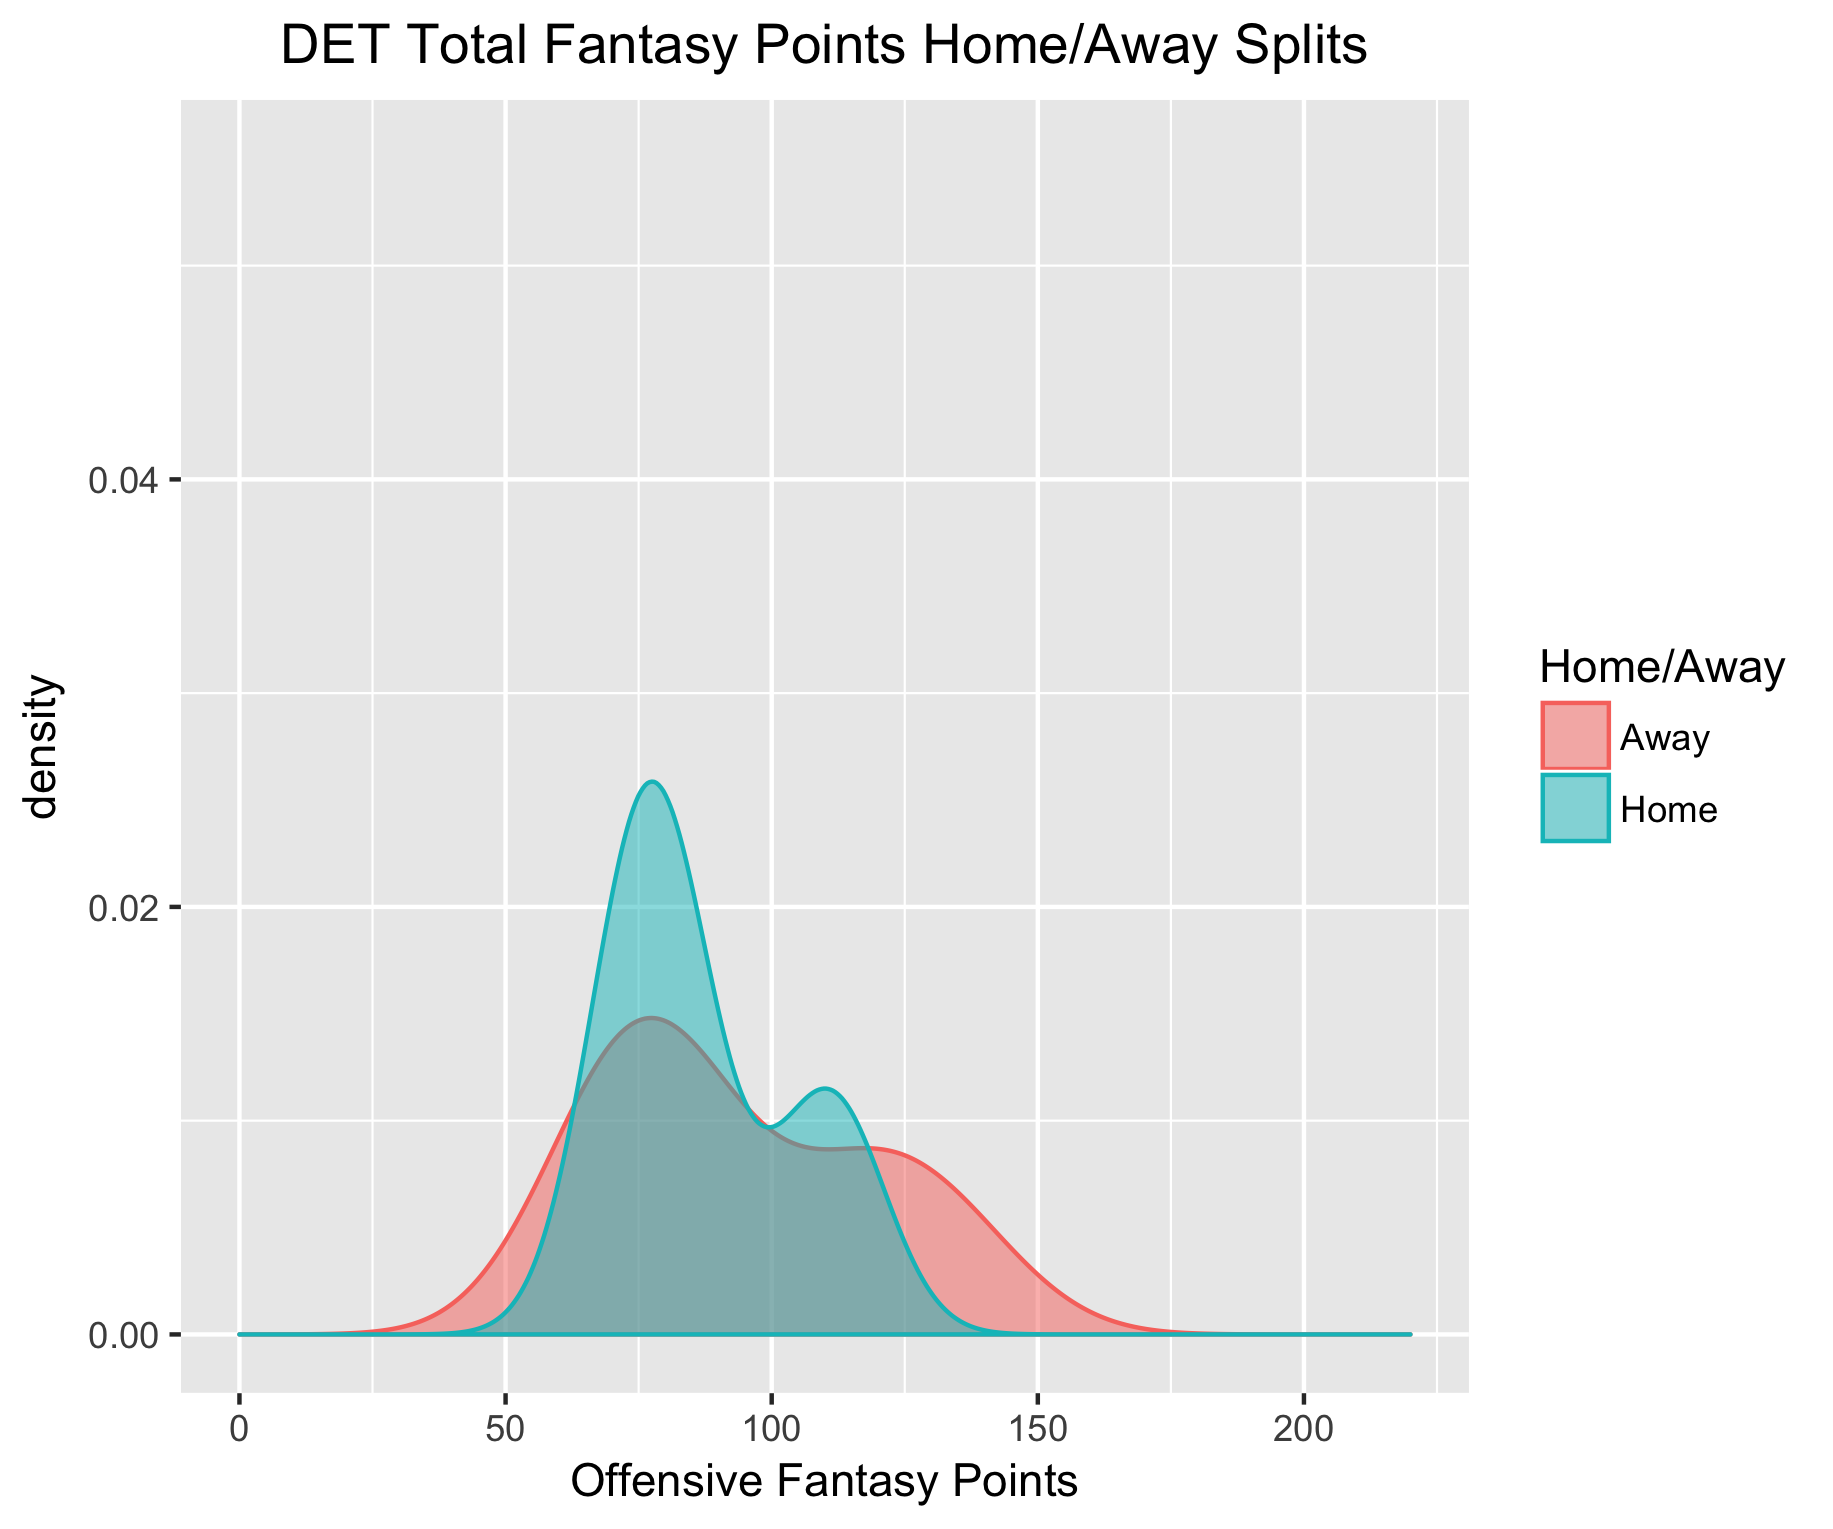 DET Total Fantasy Points Home/Away Splits
density
0.04
0.02
0.00
0 50 100 150 200
Offensive Fantasy Points
Home/Away
Away
Home